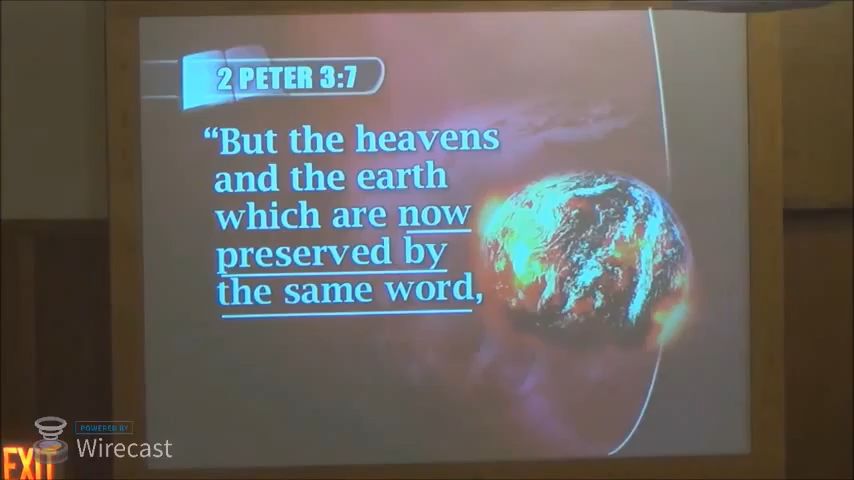 2 PETER 3:7
“But the heavens
and the earth
which are now
preserved by
the same word,
POWERED BY
Wirecast
EXIT